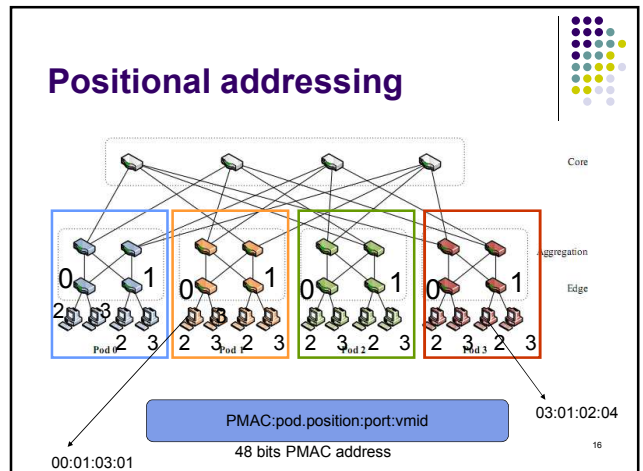 Positional addressing
Core
Aggregation
0 1 0 1 0 1 0 1
Edge
2 3 2 3 2 3 2 3 2 3 2 3 2 3 2 3
Pod 0 Pod 1 Pod 2 Pod 3
PMAC:pod.position:port:vmid
03:01:02:04
48 bits PMAC address
16
00:01:03:01